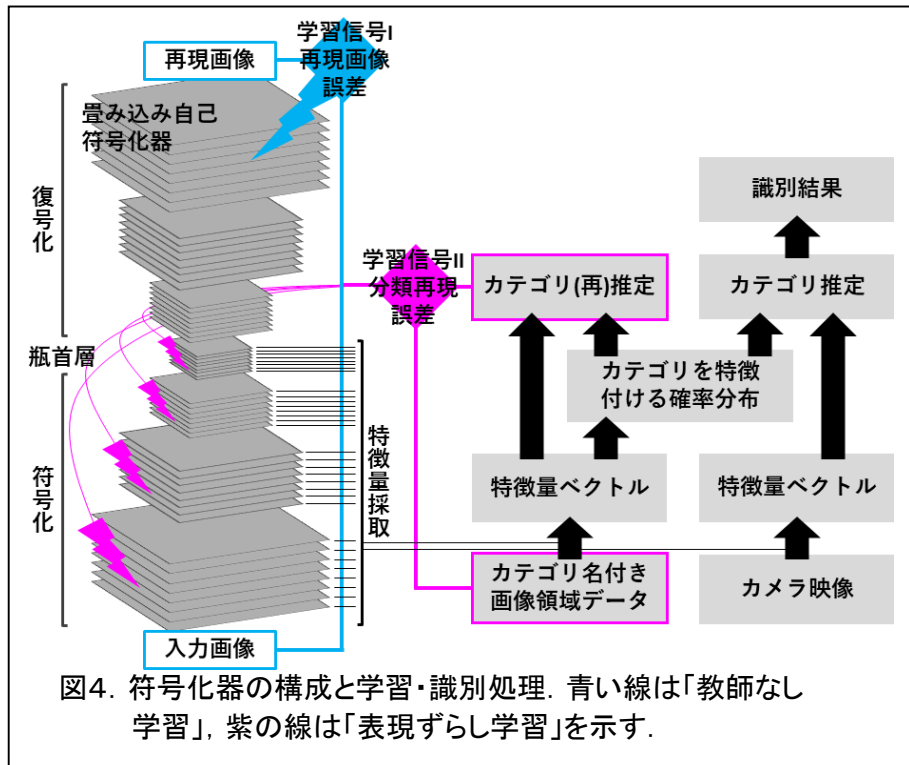 学習信号I
再現画像
誤差
再現画像
畳み込み自己
符号化器
復号化
瓶首層
符号化
特徴量採取
入力画像
学習信号II
分類再現
誤差
カテゴリ(再)推定
カテゴリを特徴
付ける確率分布
特徴量ベクトル
カテゴリ名付き
画像領域データ
識別結果
カテゴリ推定
特徴量ベクトル
カメラ映像
図4. 符号化器の構成と学習・識別処理. 青い線は「教師なし
学習」, 紫の線は「表現ずらし学習」を示す.